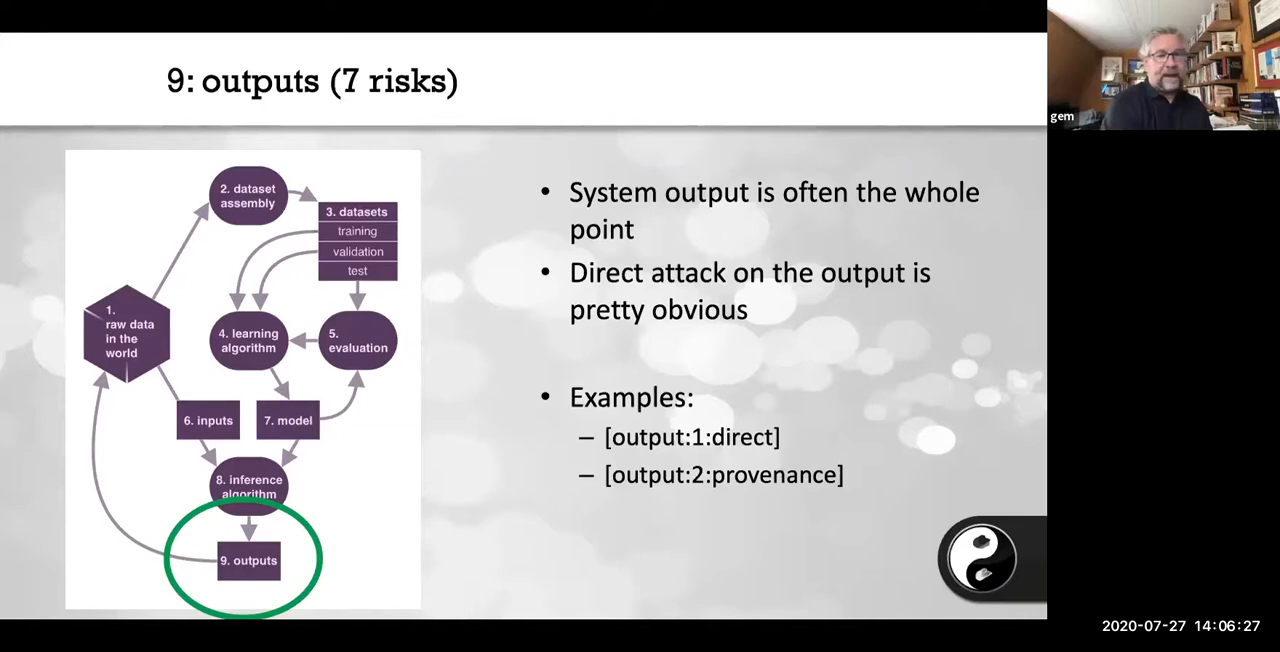 9: outputs (7 risks)
gem
2. dataset
assembly
3. datasets
training
validation
test
1.
raw data
in the
world
4. learning
algorithm
5.
evaluation
6. inputs
7. model
8. inference
algorithm
9. outputs
• System output is often the whole
point
• Direct attack on the output is
pretty obvious
• Examples:
– [output:1:direct]
– [output:2:provenance]
2020-07-27 14:06:27